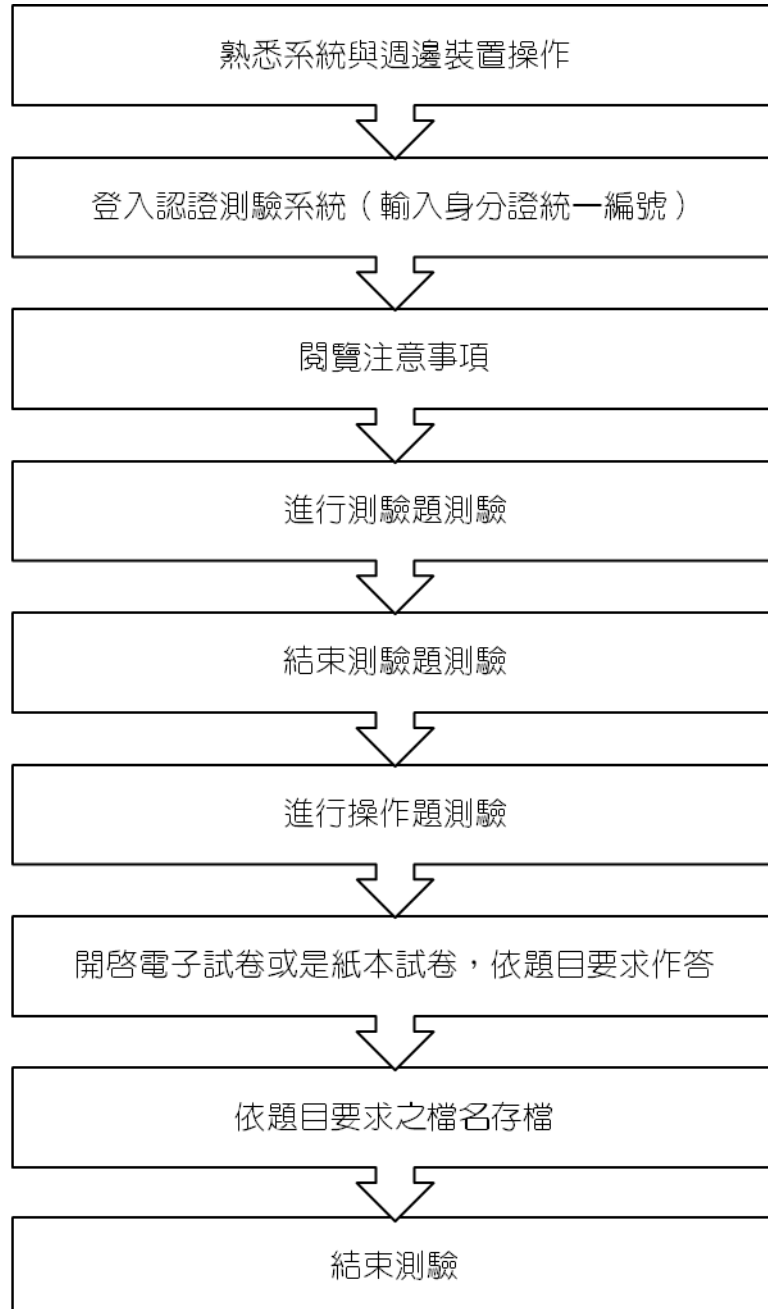 熟悉系統與週邊裝置操作
登入認證測驗系統（輸入身分證統一編號）
閱覽注意事項
進行測驗題測驗
結束測驗題測驗
進行操作題測驗
開啓電子試卷或是紙本試卷，依題目要求作答
依題目要求之檔名存檔
結束測驗